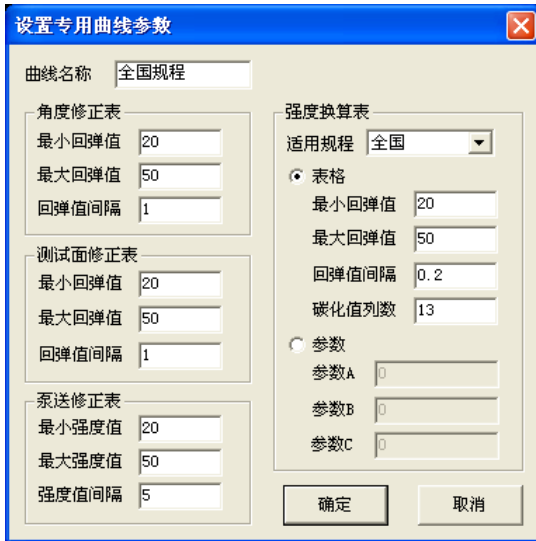 设置专用曲线参数
曲线名称 全国规程
角度修正表
最小回弹值 20
最大回弹值 50
回弹值间隔 1
测试面修正表
最小回弹值 20
最大回弹值 50
回弹值间隔 1
泵送修正表
最小强度值 20
最大强度值 50
强度值间隔 5
强度换算表
适用规程 全国
表格
最小回弹值 20
最大回弹值 50
回弹值间隔 0.2
碳化值列数 13
参数
参数A 0
参数B 0
参数C 0
确定 取消